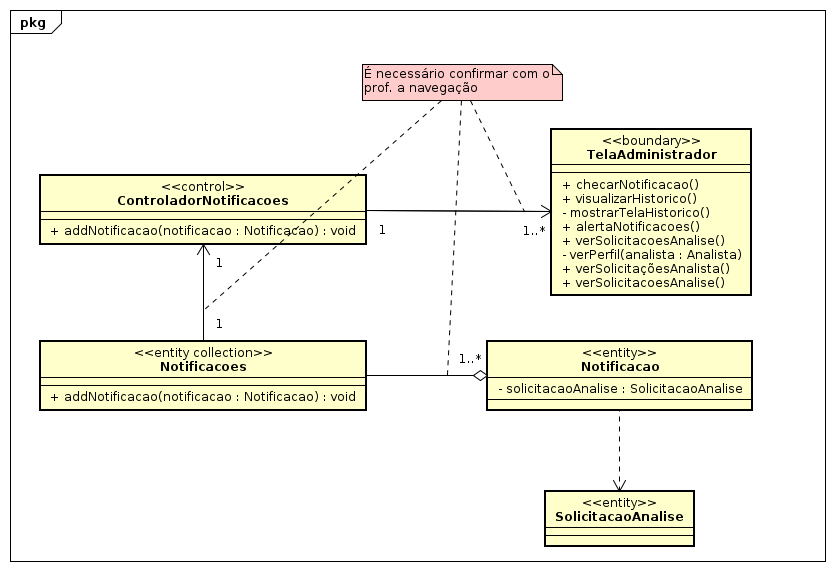 pkg
É necessário confirmar com o
prof. a navegação
<<boundary>>
TelaAdministrador
+ checarNotificacao()
+ visualizarHistorico()
- mostrarTelaHistorico()
+ alertaNotificacoes()
+ verSolicitacoesAnalise()
- verPerfil(analista : Analista)
+ verSolicitaçõesAnalista()
+ verSolicitacoesAnalise()
<<control>>
ControladorNotificacoes
+ addNotificacao(notificacao : Notificacao) : void
1
1..*
1
1
<<entity collection>>
Notificacoes
+ addNotificacao(notificacao : Notificacao) : void
1..*
<<entity>>
Notificacao
- solicitacaoAnalise : SolicitacaoAnalise
<<entity>>
SolicitacaoAnalise